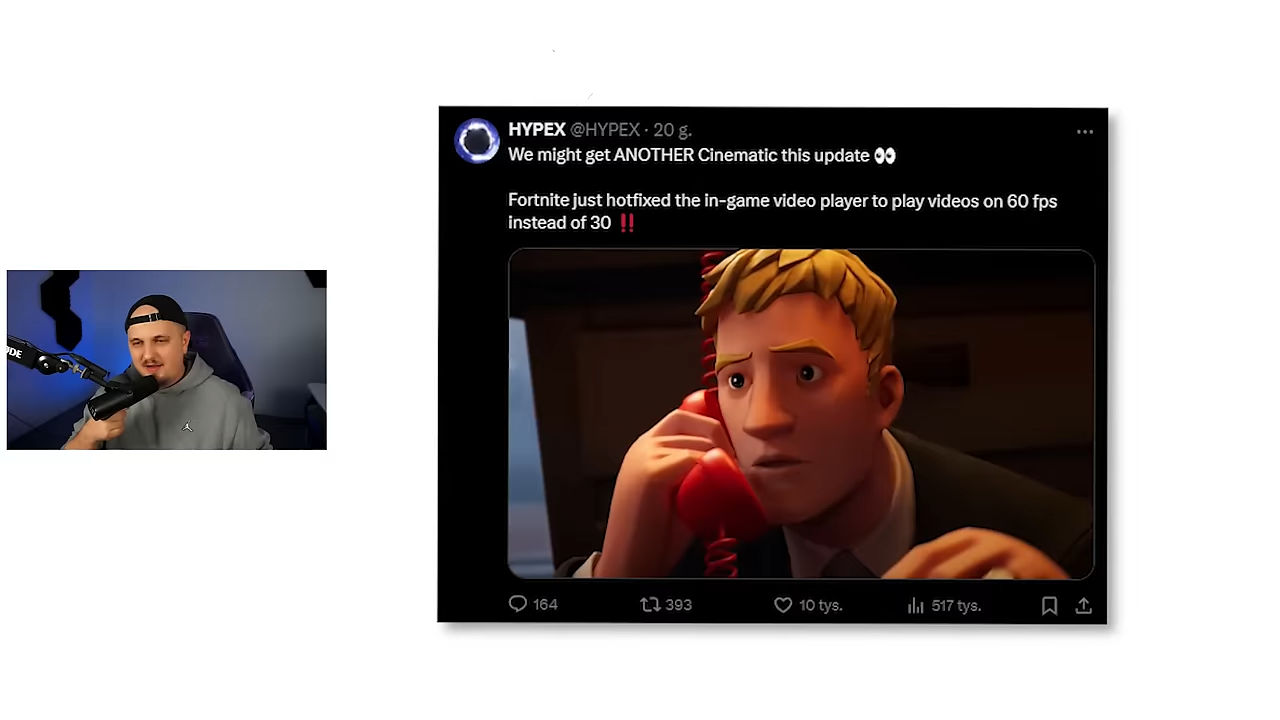 HYPEX @HYPEX · 20 g.
We might get ANOTHER Cinematic this update 👀
Fortnite just hotfixed the in-game video player to play videos on 60 fps
instead of 30 ‼️
164 393 10 tys. 517 tys.
ODE